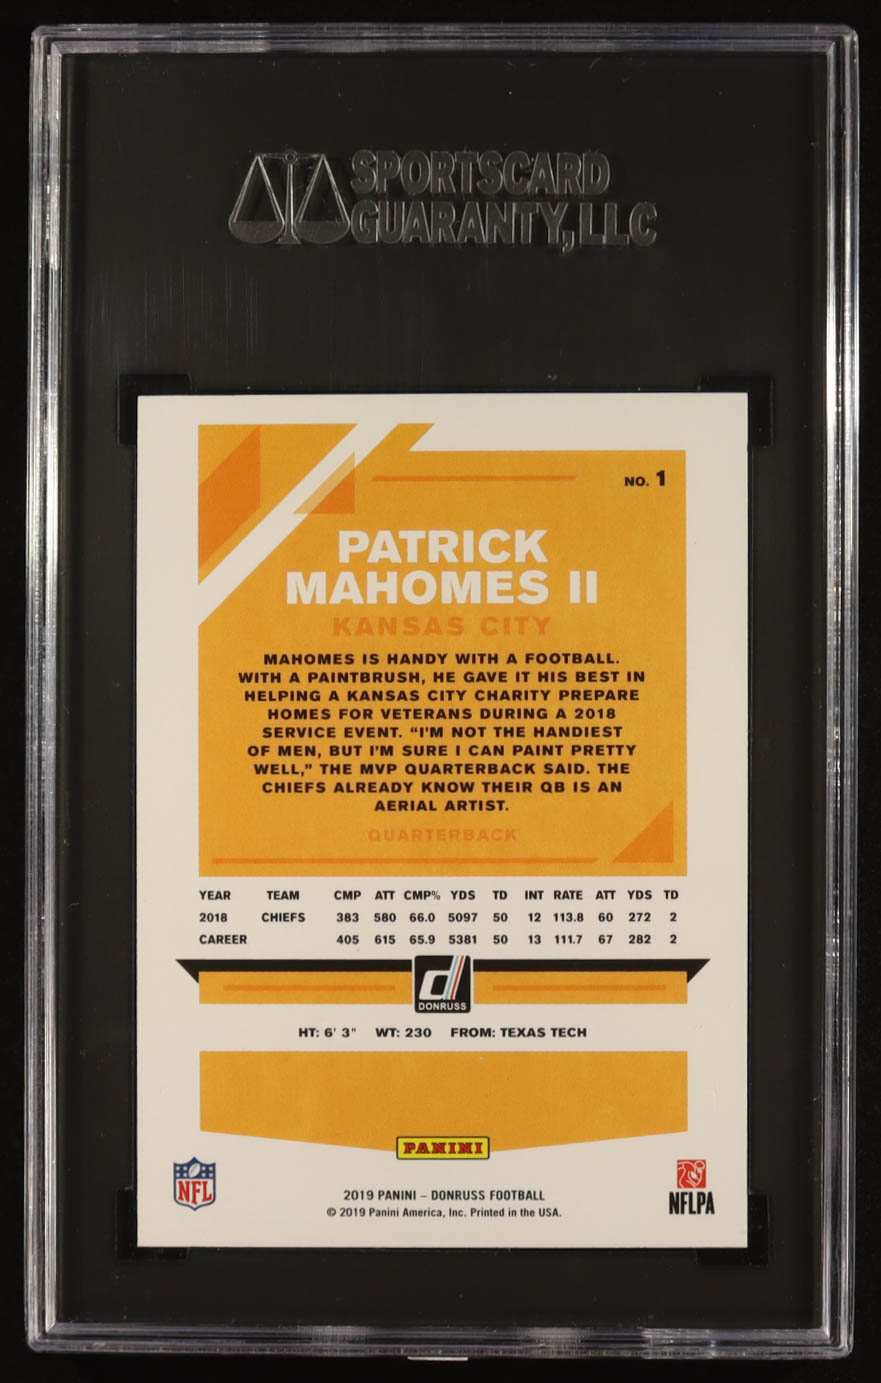 SPORTSCARD
GUARANTY, LLC
NO. 1
PATRICK
MAHOMES II
KANSAS CITY
MAHOMES IS HANDY WITH A FOOTBALL.
WITH A PAINTBRUSH, HE GAVE IT HIS BEST IN
HELPING A KANSAS CITY CHARITY PREPARE
HOMES FOR VETERANS DURING A 2018
SERVICE EVENT. “I'M NOT THE HANDIEST
OF MEN, BUT I'M SURE I CAN PAINT PRETTY
WELL,” THE MVP QUARTERBACK SAID. THE
CHIEFS ALREADY KNOW THEIR QB IS AN
AERIAL ARTIST.
QUARTERBACK
YEAR TEAM CMP ATT CMP% YDS TD INT RATE ATT YDS TD
2018 CHIEFS 383 580 66.0 5097 50 12 113.8 60 272 2
CAREER 405 615 65.9 5381 50 13 111.7 67 282 2
d
DONRUSS
HT: 6' 3" WT: 230 FROM: TEXAS TECH
PANINI
NFL
NFLPA
2019 PANINI – DONRUSS FOOTBALL
© 2019 Panini America, Inc. Printed in the USA.